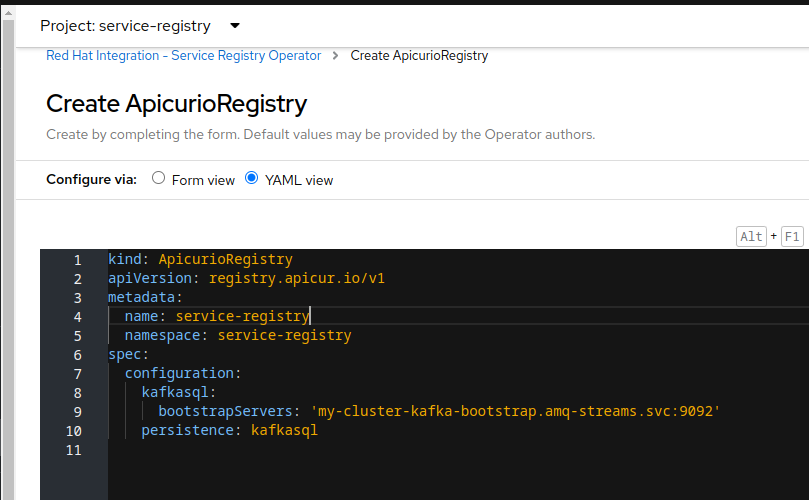 Project: service-registry
Red Hat Integration - Service Registry Operator > Create ApicurioRegistry
Create ApicurioRegistry
Create by completing the form. Default values may be provided by the Operator authors.
Configure via: Form view YAML view
Alt + F1
1 kind: ApicurioRegistry
2 apiVersion: registry.apicur.io/v1
3 metadata:
4   name: service-registry
5   namespace: service-registry
6 spec:
7   configuration:
8     kafkasql:
9       bootstrapServers: 'my-cluster-kafka-bootstrap.amq-streams.svc:9092'
10     persistence: kafkasql
11